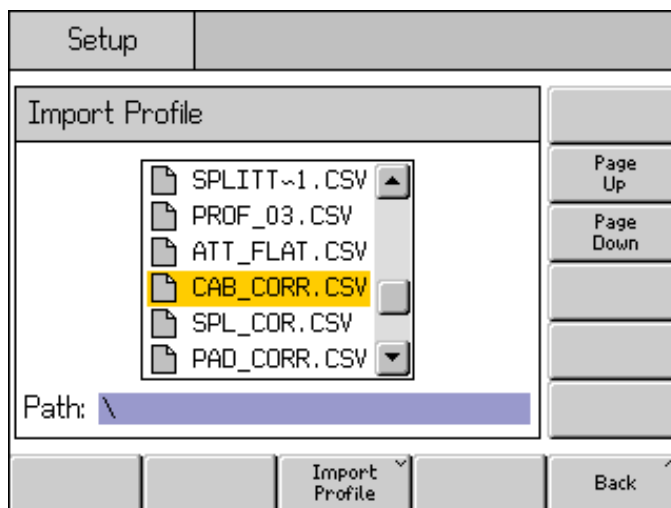 Setup
Import Profile
SPLITT~1.CSV
PROF_03.CSV
ATT_FLAT.CSV
CAB_CORR.CSV
SPL_COR.CSV
PAD_CORR.CSV
Path: \
Page
Up
Page
Down
Import
Profile
Back